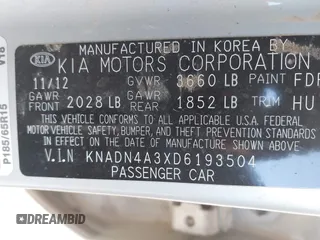 MANUFACTURED IN KOREA BY
KIA KIA MOTORS CORPORATION
11/12 GVWR 3660 LB PAINT FDF
GAWR FRONT 2028 LB GAWR REAR 1852 LB TRIM HU
THIS VEHICLE CONFORMS TO ALL APPLICABLE
U.S.A. FEDERAL MOTOR VEHICLE
SAFETY, BUMPER, AND THEFT PREVENTION
STANDARDS IN EFFECT ON THE DATE OF
MANUFACTURE SHOWN ABOVE
V.I.N KNADN4A3XD6193504
PASSENGER CAR
P185/65R15
V18